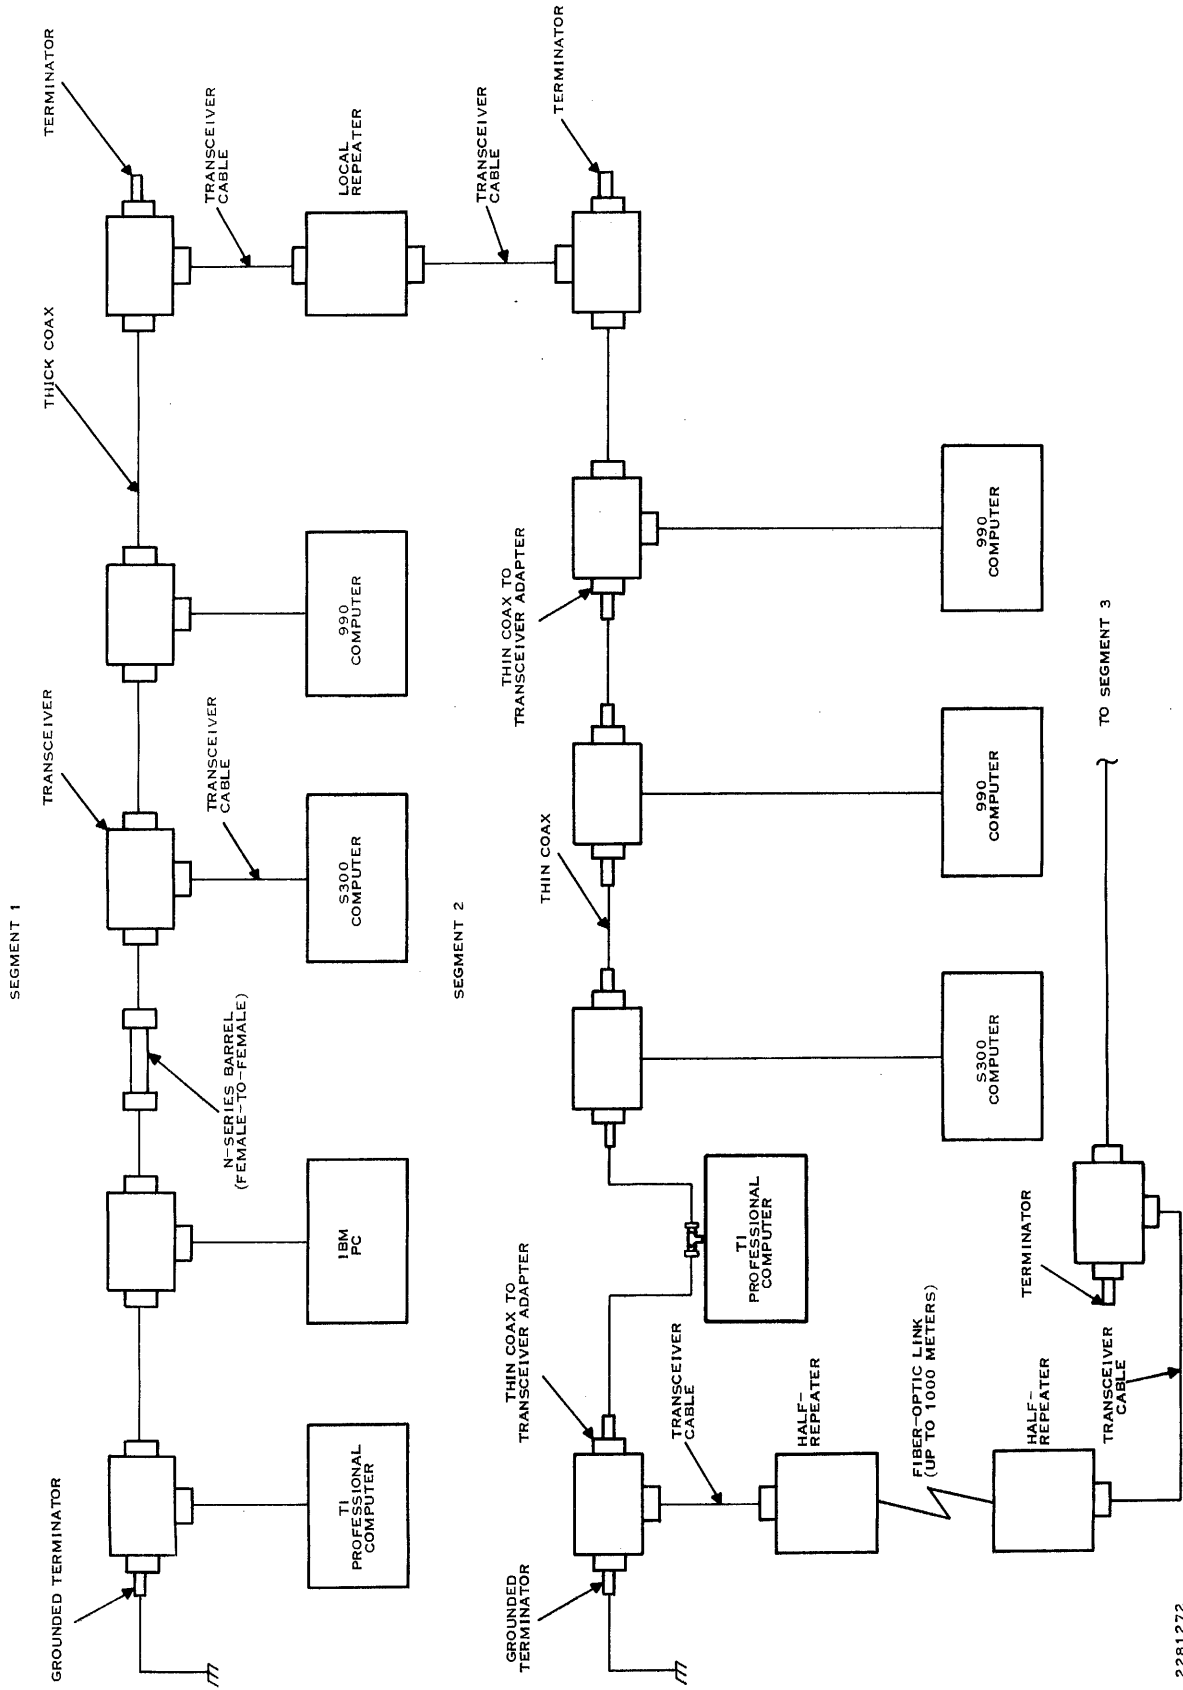 SEGMENT 1
GROUNDED TERMINATOR
TRANSCEIVER
THICK COAX
TERMINATOR
N-SERIES BARREL
(FEMALE-TO-FEMALE)
TRANSCEIVER
CABLE
TRANSCEIVER
CABLE
TI
PROFESSIONAL
COMPUTER
IBM
PC
S300
COMPUTER
990
COMPUTER
LOCAL
REPEATER
SEGMENT 2
TRANSCEIVER
CABLE
GROUNDED
TERMINATOR
THIN COAX TO
TRANSCEIVER ADAPTER
THIN COAX
THIN COAX TO
TRANSCEIVER ADAPTER
TERMINATOR
TRANSCEIVER
CABLE
TI
PROFESSIONAL
COMPUTER
HALF-
REPEATER
FIBER-OPTIC LINK
(UP TO 1000 METERS)
S300
COMPUTER
990
COMPUTER
990
COMPUTER
HALF-
REPEATER
TERMINATOR
TRANSCEIVER
CABLE
TO SEGMENT 3
2281272